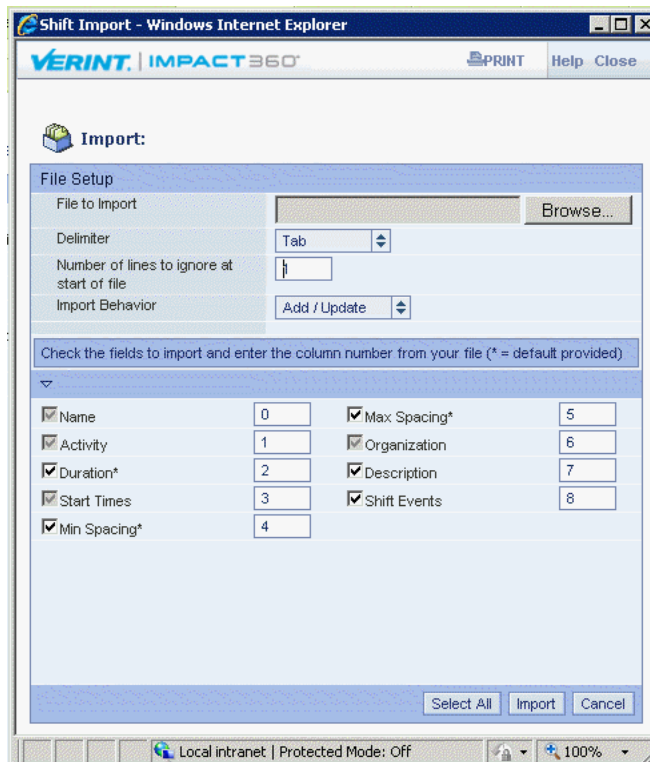 Shift Import - Windows Internet Explorer
VERINT. | IMPACT360°
PRINT
Help Close
Import:
File Setup
File to Import
Browse...
Delimiter
Tab
Number of lines to ignore at
start of file
1
Import Behavior
Add / Update
Check the fields to import and enter the column number from your file (* = default provided)
Name 0 Max Spacing* 5
Activity 1 Organization 6
Duration* 2 Description 7
Start Times 3 Shift Events 8
Min Spacing* 4
Select All Import Cancel
Local intranet | Protected Mode: Off 100%